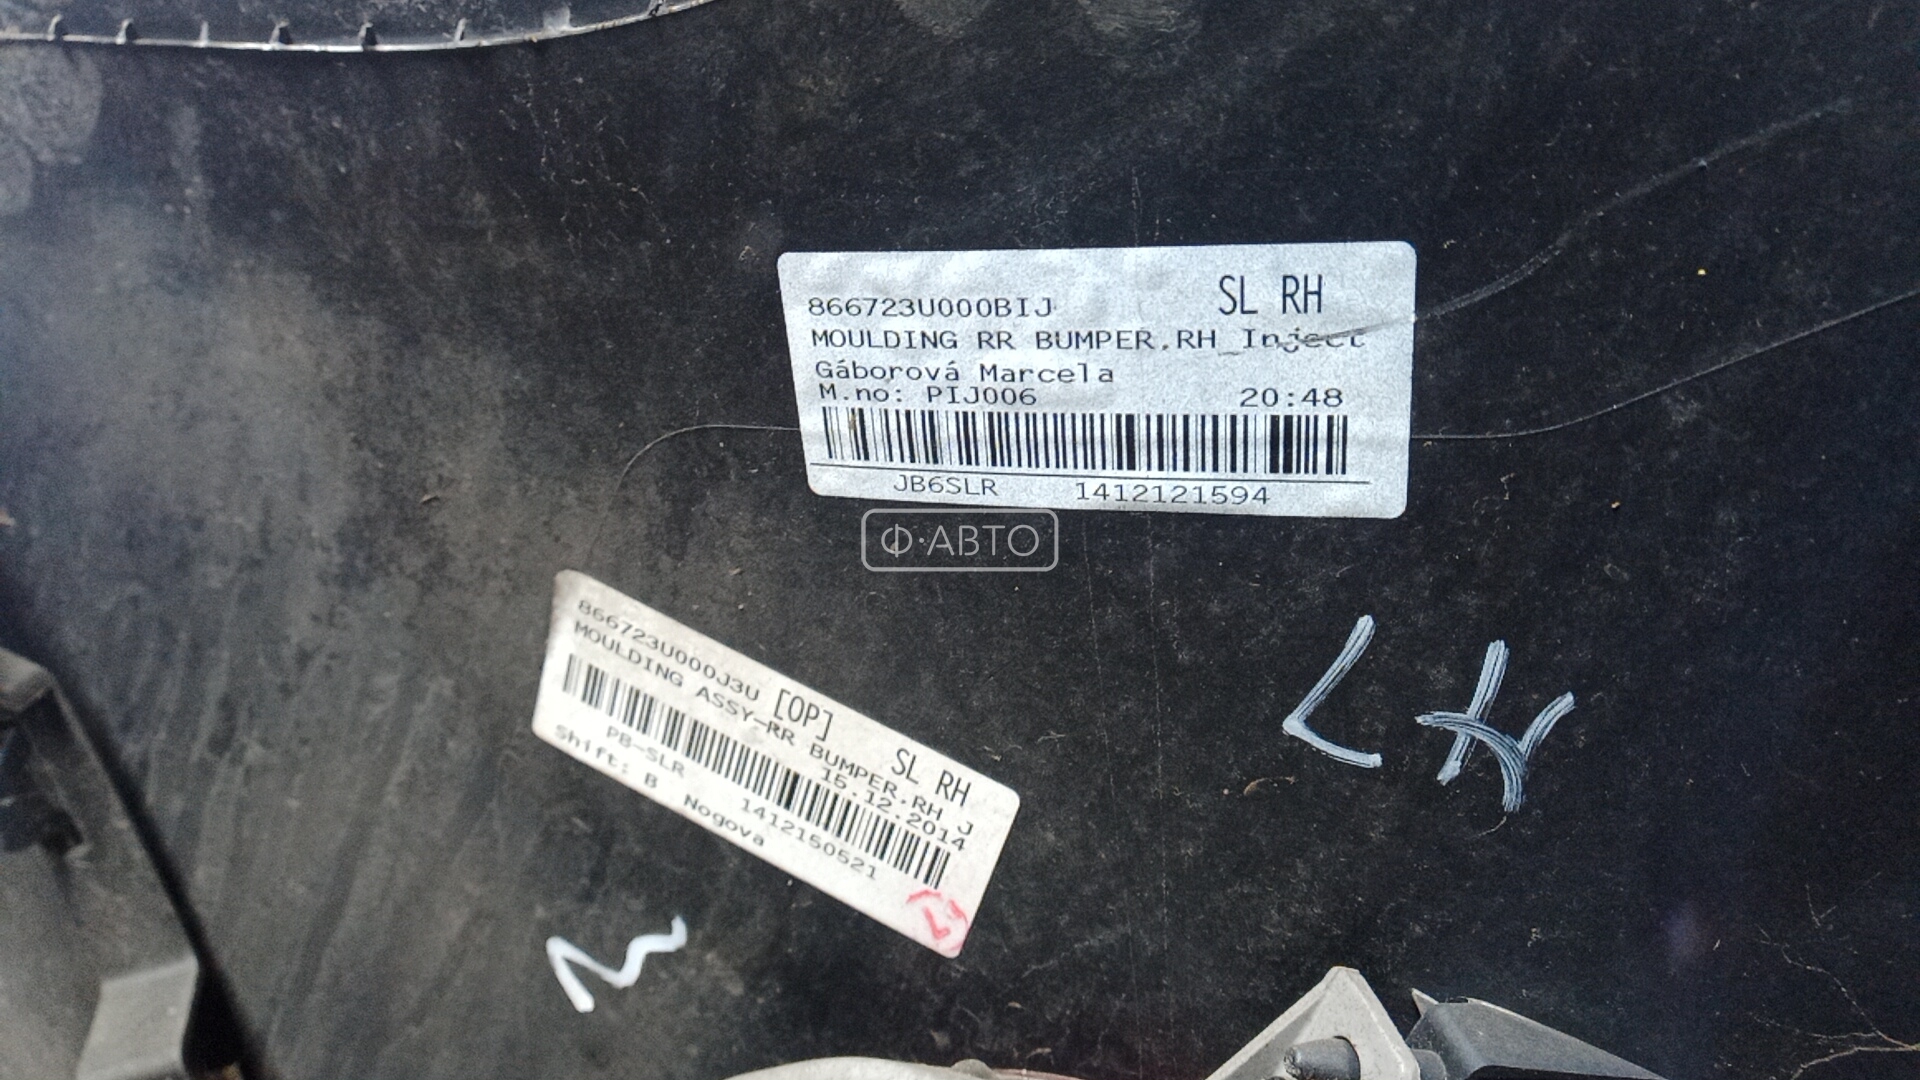 866723U000BIJ SL RH
MOULDING RR BUMPER,RH_Inject
Gáborová Marcela
M.no: PIJ006 20:48
JB6SLR 1412121594
Ф·АВТО
866723U000J3U [OP] SL RH
MOULDING ASSY-RR BUMPER,RH J
15.12.2014
PB-SLR 1412150521
Shift: B Nogova